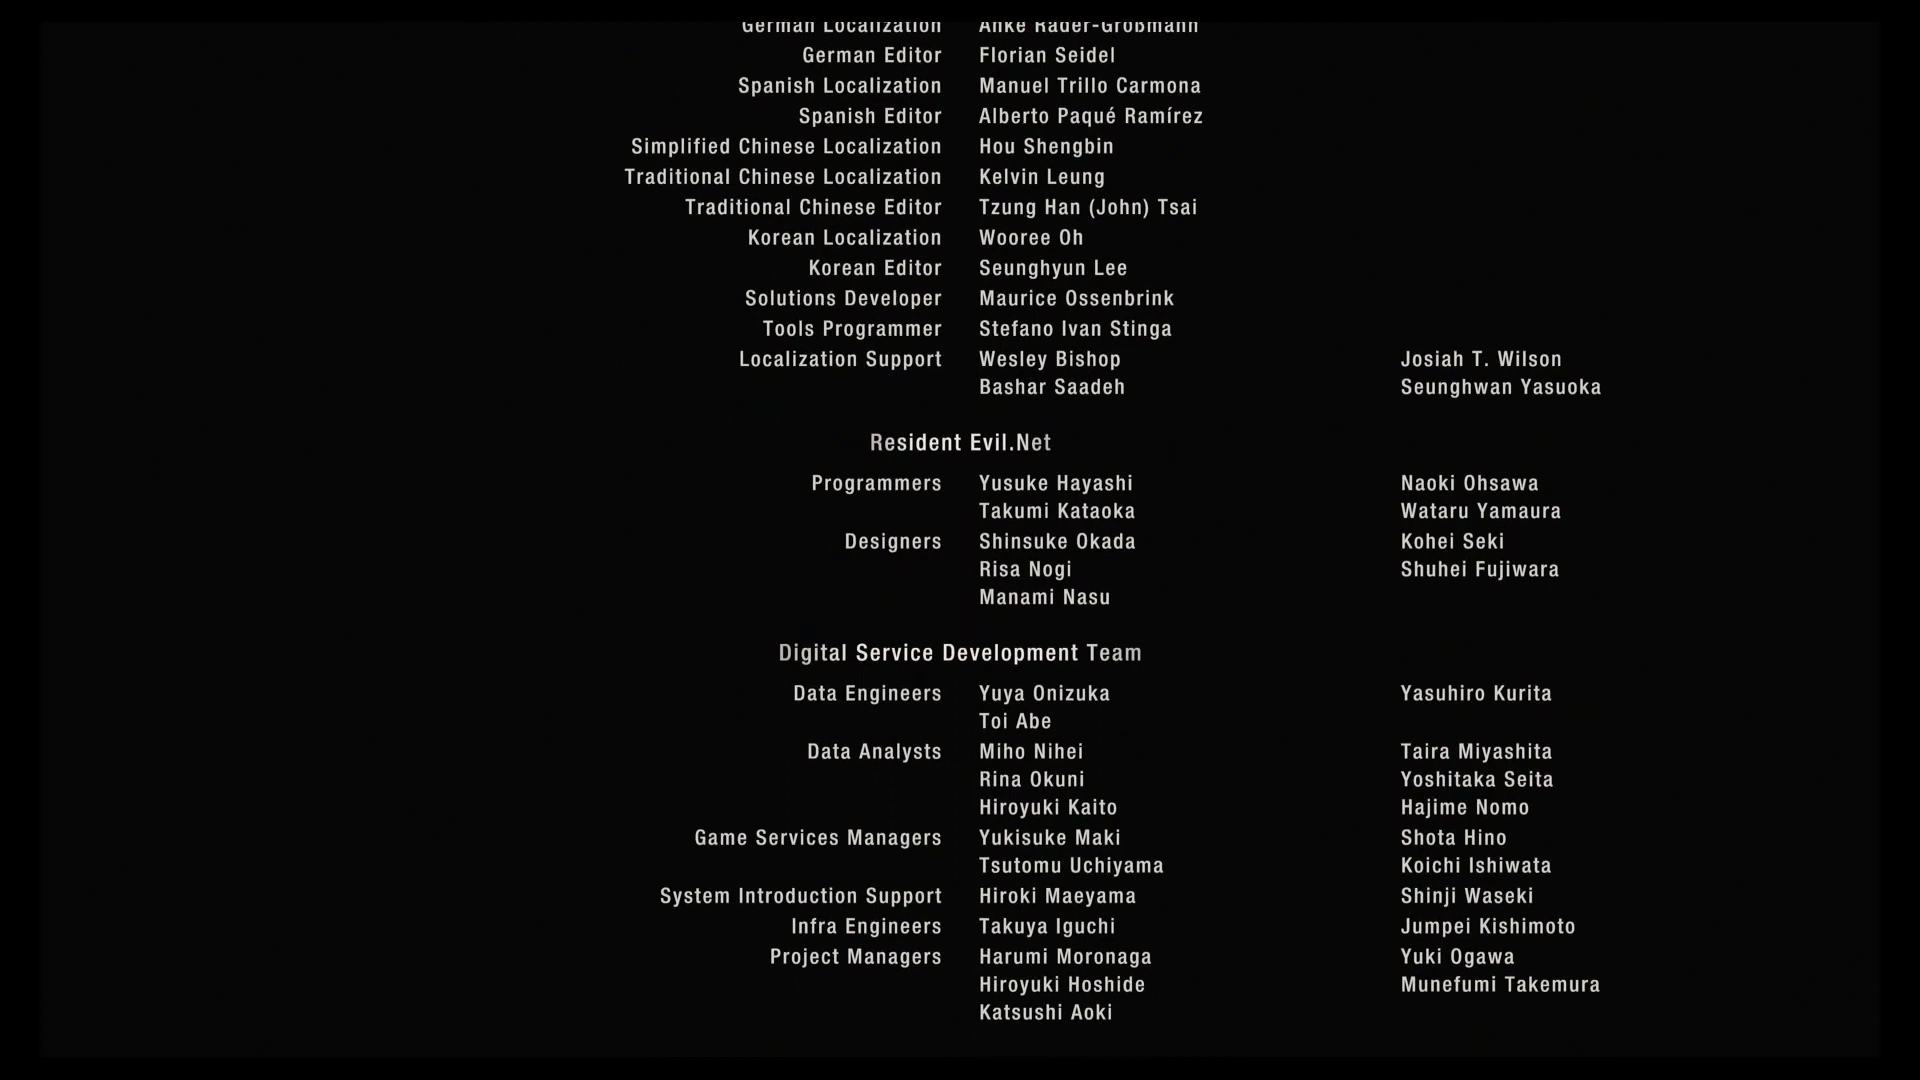 German Localization Anke Räder-Großmann
German Editor Florian Seidel
Spanish Localization Manuel Trillo Carmona
Spanish Editor Alberto Paqué Ramírez
Simplified Chinese Localization Hou Shengbin
Traditional Chinese Localization Kelvin Leung
Traditional Chinese Editor Tzung Han (John) Tsai
Korean Localization Wooree Oh
Korean Editor Seunghyun Lee
Solutions Developer Maurice Ossenbrink
Tools Programmer Stefano Ivan Stinga
Localization Support Wesley Bishop Josiah T. Wilson
Bashar Saadeh Seunghwan Yasuoka
Resident Evil.Net
Programmers Yusuke Hayashi Naoki Ohsawa
Takumi Kataoka Wataru Yamaura
Designers Shinsuke Okada Kohei Seki
Risa Nogi Shuhei Fujiwara
Manami Nasu
Digital Service Development Team
Data Engineers Yuya Onizuka Yasuhiro Kurita
Toi Abe
Data Analysts Miho Nihei Taira Miyashita
Rina Okuni Yoshitaka Seita
Hiroyuki Kaito Hajime Nomo
Game Services Managers Yukisuke Maki Shota Hino
Tsutomu Uchiyama Koichi Ishiwata
System Introduction Support Hiroki Maeyama Shinji Waseki
Infra Engineers Takuya Iguchi Jumpei Kishimoto
Project Managers Harumi Moronaga Yuki Ogawa
Hiroyuki Hoshide Munefumi Takemura
Katsushi Aoki